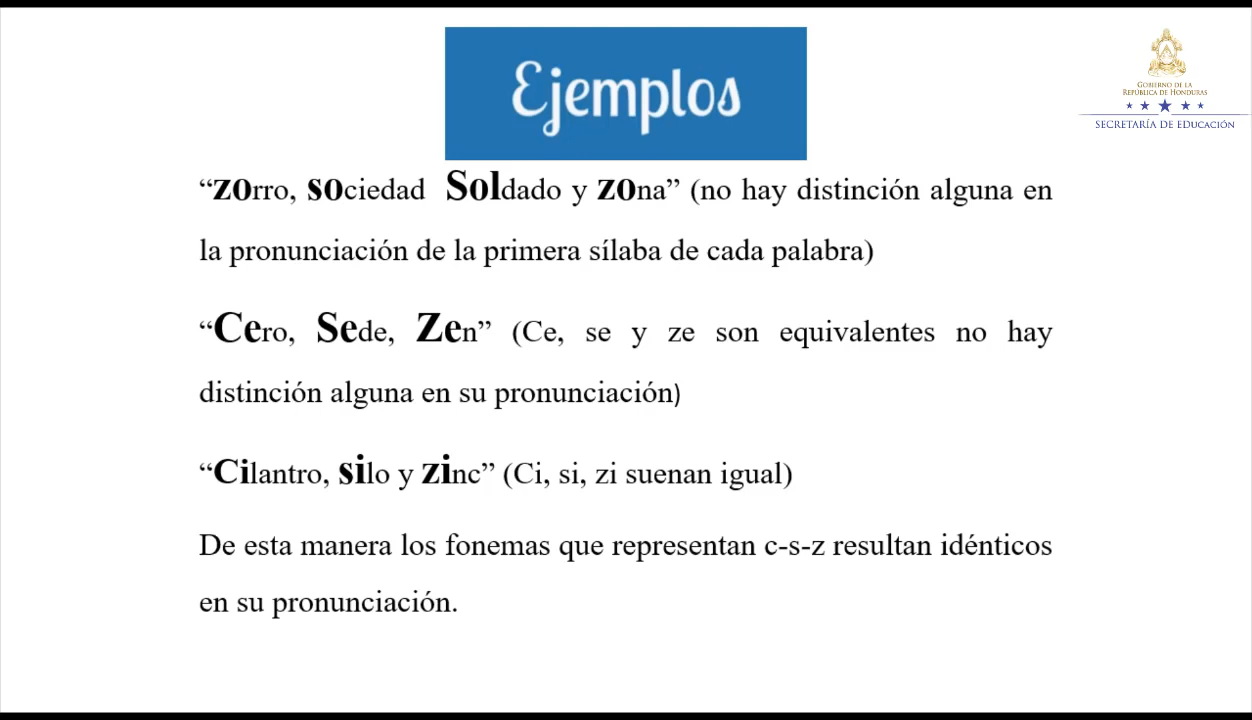 Ejemplos
GOBIERNO DE LA
REPÚBLICA DE HONDURAS
SECRETARÍA DE EDUCACIÓN
“zorro, sociedad Soldado y zona” (no hay distinción alguna en
la pronunciación de la primera sílaba de cada palabra)
“Cero, Sede, Zen” (Ce, se y ze son equivalentes no hay
distinción alguna en su pronunciación)
“Cilantro, silo y zinc” (Ci, si, zi suenan igual)
De esta manera los fonemas que representan c-s-z resultan idénticos
en su pronunciación.